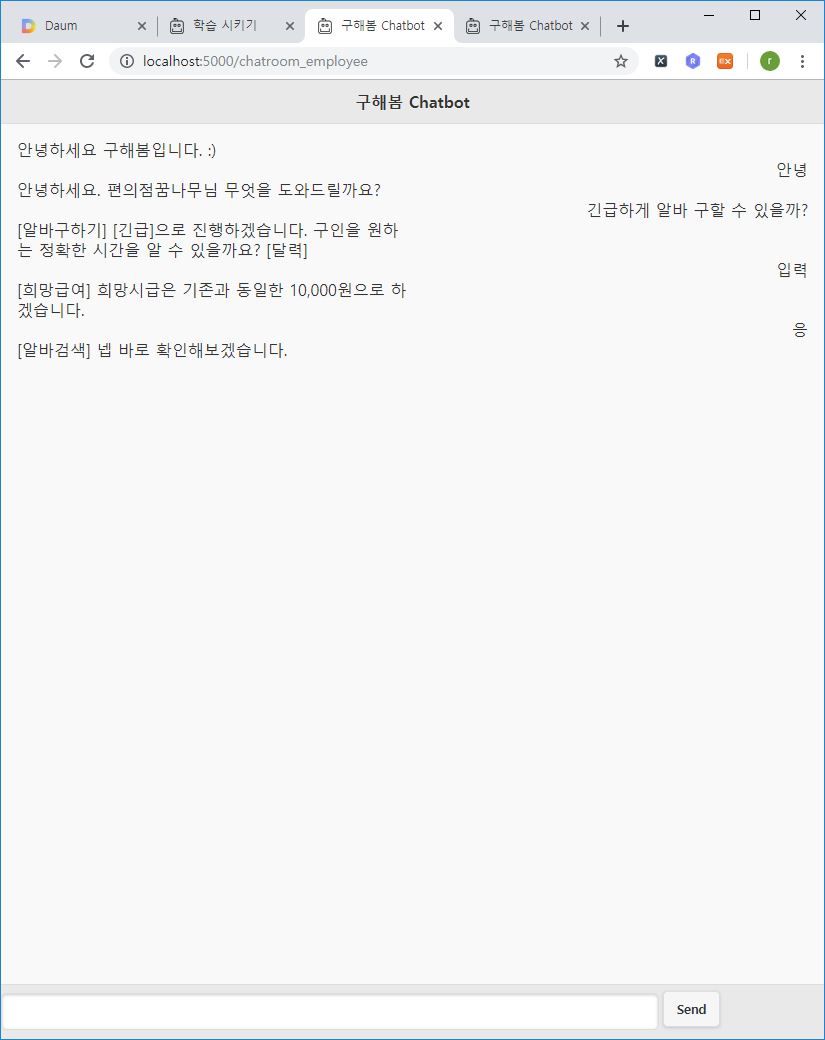 Daum
학습 시키기
구해봄 Chatbot
구해봄 Chatbot
localhost:5000/chatroom_employee
구해봄 Chatbot
안녕하세요 구해봄입니다. :)
안녕
안녕하세요. 편의점꿈나무님 무엇을 도와드릴까요?
긴급하게 알바 구할 수 있을까?
[알바구하기] [긴급]으로 진행하겠습니다. 구인을 원하
는 정확한 시간을 알 수 있을까요? [달력]
입력
[희망급여] 희망시급은 기존과 동일한 10,000원으로 하
겠습니다.
응
[알바검색] 넵 바로 확인해보겠습니다.
Send